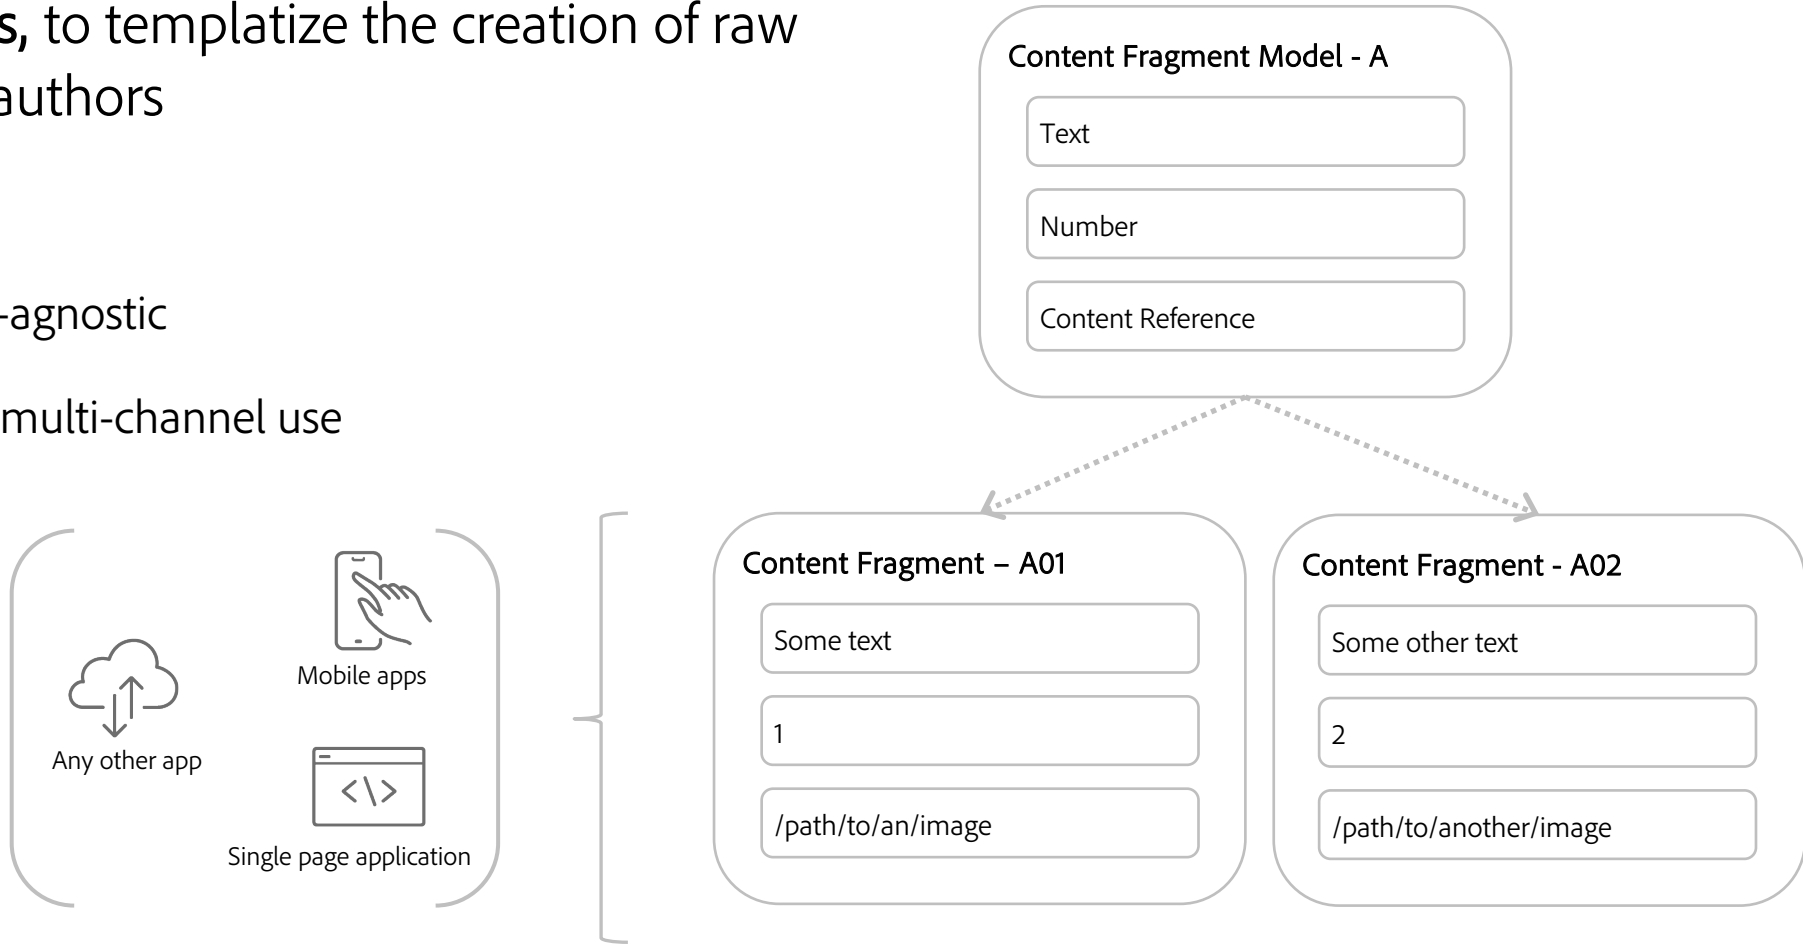 s, to templatize the creation of raw
authors
-agnostic
multi-channel use
Content Fragment Model - A
Text
Number
Content Reference
Mobile apps
Any other app
Single page application
Content Fragment – A01
Some text
1
/path/to/an/image
Content Fragment - A02
Some other text
2
/path/to/another/image